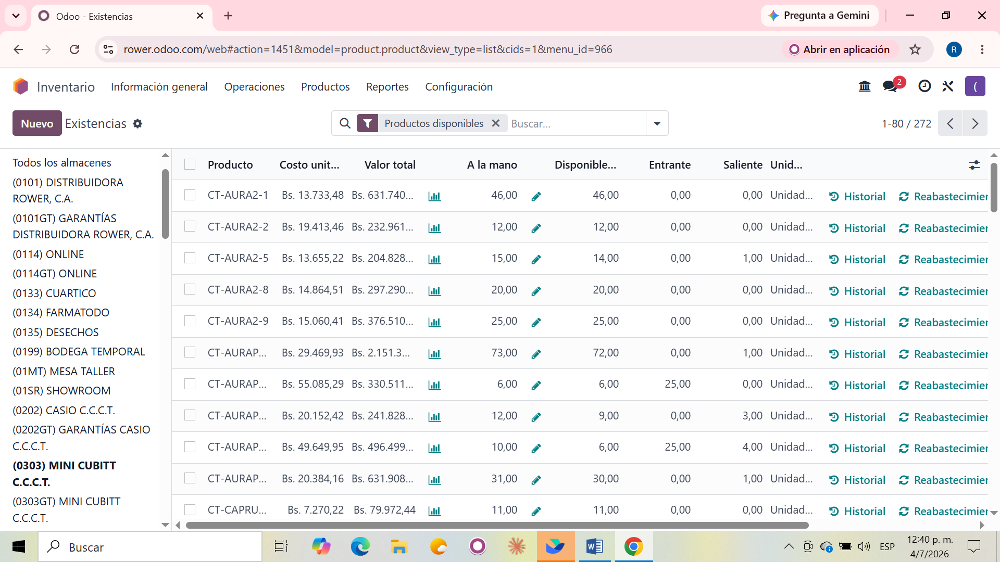 Odoo - Existencias
Pregunta a Gemini
rower.odoo.com/web#action=1451&model=product.product&view_type=list&cids=1&menu_id=966
Abrir en aplicación
R
Inventario
Información general
Operaciones
Productos
Reportes
Configuración
2
(
Nuevo
Existencias
Productos disponibles
Buscar...
1-80 / 272
Todos los almacenes
(0101) DISTRIBUIDORA
ROWER, C.A.
(0101GT) GARANTÍAS
DISTRIBUIDORA ROWER, C.A.
(0114) ONLINE
(0114GT) ONLINE
(0133) CUARTICO
(0134) FARMATODO
(0135) DESECHOS
(0199) BODEGA TEMPORAL
(01MT) MESA TALLER
(01SR) SHOWROOM
(0202) CASIO C.C.C.T.
(0202GT) GARANTÍAS CASIO
C.C.C.T.
(0303) MINI CUBITT
C.C.C.T.
(0303GT) MINI CUBITT
C.C.C.T.
Producto Costo unit... Valor total A la mano Disponible... Entrante Saliente Unid...
CT-AURA2-1 Bs. 13.733,48 Bs. 631.740... 46,00 46,00 0,00 0,00 Unidad... Historial Reabastecimier
CT-AURA2-2 Bs. 19.413,46 Bs. 232.961... 12,00 12,00 0,00 0,00 Unidad... Historial Reabastecimier
CT-AURA2-5 Bs. 13.655,22 Bs. 204.828... 15,00 14,00 0,00 1,00 Unidad... Historial Reabastecimier
CT-AURA2-8 Bs. 14.864,51 Bs. 297.290... 20,00 20,00 0,00 0,00 Unidad... Historial Reabastecimier
CT-AURA2-9 Bs. 15.060,41 Bs. 376.510... 25,00 25,00 0,00 0,00 Unidad... Historial Reabastecimier
CT-AURAP... Bs. 29.469,93 Bs. 2.151.3... 73,00 72,00 0,00 1,00 Unidad... Historial Reabastecimier
CT-AURAP... Bs. 55.085,29 Bs. 330.511... 6,00 6,00 25,00 0,00 Unidad... Historial Reabastecimier
CT-AURAP... Bs. 20.152,42 Bs. 241.828... 12,00 9,00 0,00 3,00 Unidad... Historial Reabastecimier
CT-AURAP... Bs. 49.649,95 Bs. 496.499... 10,00 6,00 25,00 4,00 Unidad... Historial Reabastecimier
CT-AURAP... Bs. 20.384,16 Bs. 631.908... 31,00 30,00 0,00 1,00 Unidad... Historial Reabastecimier
CT-CAPRU... Bs. 7.270,22 Bs. 79.972,44 11,00 11,00 0,00 0,00 Unidad... Historial Reabastecimier
Buscar
ESP
12:40 p. m.
4/7/2026